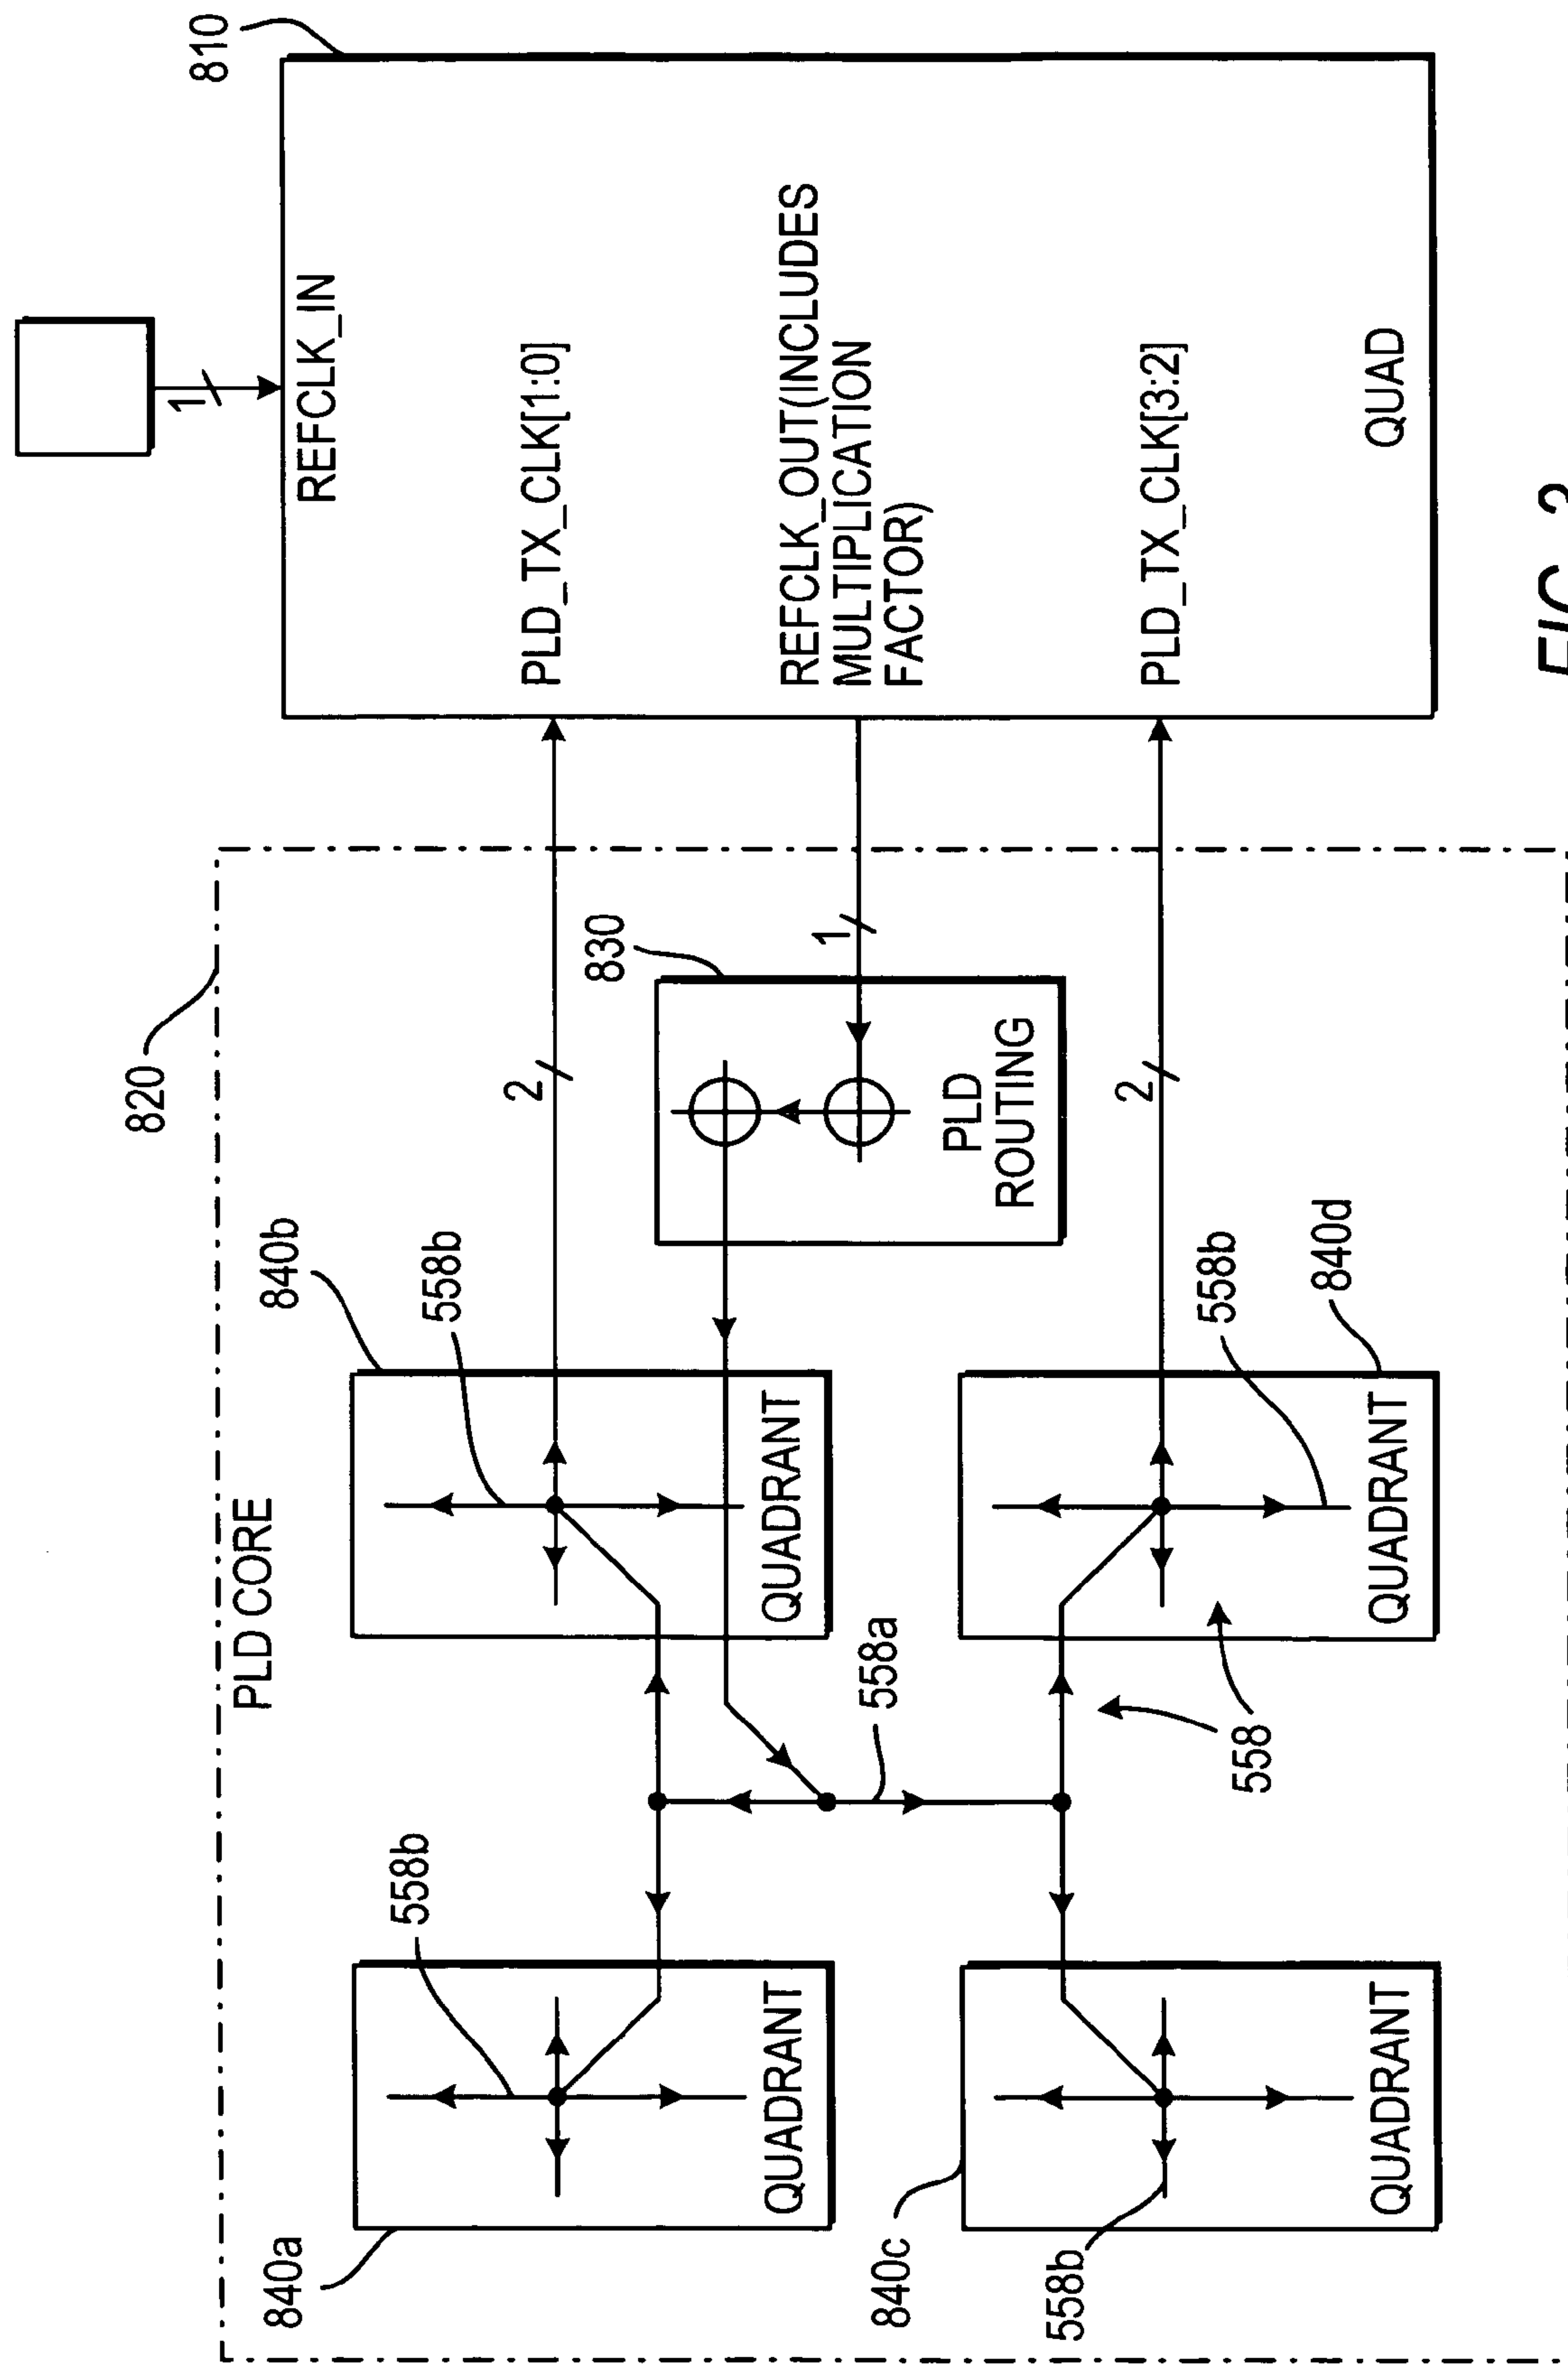 810
820
PLD CORE
840a
840b
REFCLK_IN
1
558b
558b
2
PLD_TX_CLK[1:0]
830
QUADRANT
QUADRANT
1
REFCLK_OUT(INCLUDES
MULTIPLICATION
FACTOR)
558a
PLD
ROUTING
840c
558b
2
PLD_TX_CLK[3:2]
558
558b
840d
QUADRANT
QUADRANT
QUAD
FIG.